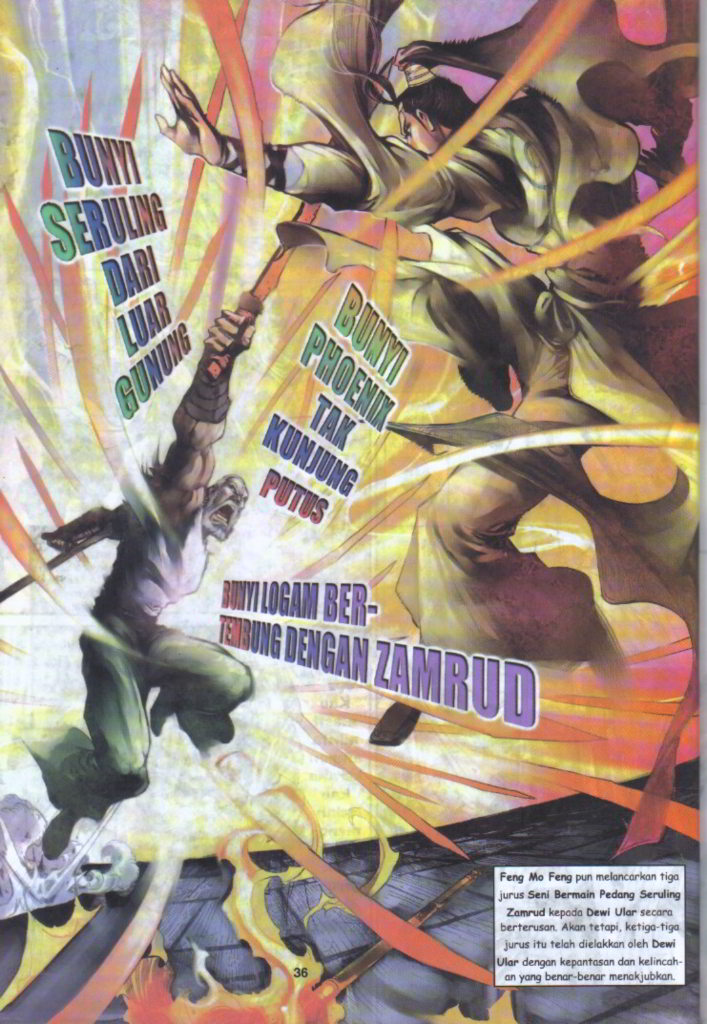 BUNYI
SERULING
DARI
LUAR
GUNUNG
BUNYI
PHOENIX
TAK
KUNJUNG
PUTUS
BUNYI LOGAM BER-
TEMBUNG DENGAN ZAMRUD
Feng Mo Feng pun melancarkan tiga
jurus Seni Bermain Pedang Seruling
Zamrud kepada Dewi Ular secara
berterusan. Akan tetapi, ketiga-tiga
jurus itu telah dielakkan oleh Dewi
Ular dengan kepantasan dan kelincah-
an yang benar-benar menakjubkan.
36